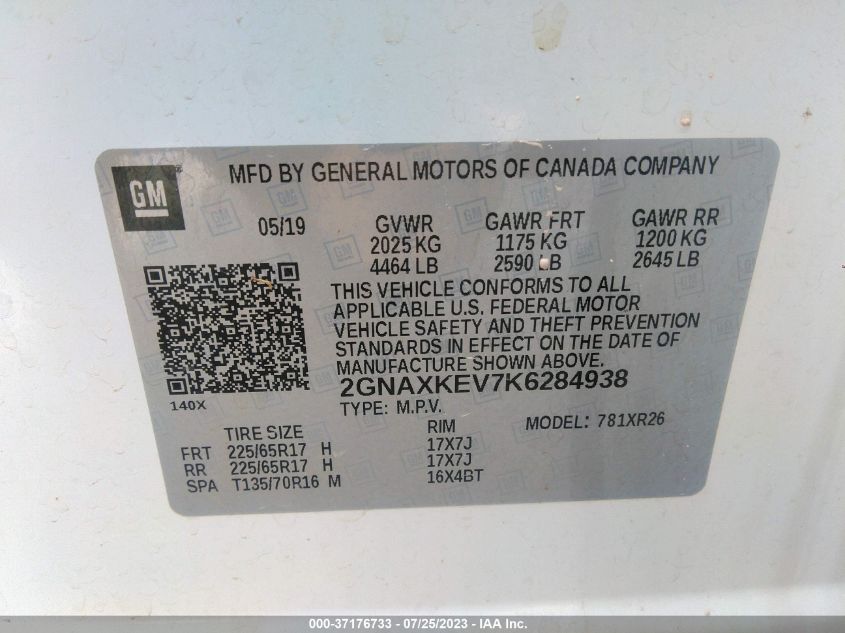 MFD BY GENERAL MOTORS OF CANADA COMPANY
GM
05/19 GVWR GAWR FRT GAWR RR
2025 KG 1175 KG 1200 KG
4464 LB 2590 LB 2645 LB
THIS VEHICLE CONFORMS TO ALL
APPLICABLE U.S. FEDERAL MOTOR
VEHICLE SAFETY AND THEFT PREVENTION
STANDARDS IN EFFECT ON THE DATE OF
MANUFACTURE SHOWN ABOVE.
2GNAXKEV7K6284938
140X
TYPE: M.P.V. MODEL: 781XR26
TIRE SIZE RIM
FRT 225/65R17 H 17X7J
RR 225/65R17 H 17X7J
SPA T135/70R16 M 16X4BT
000-37176733 - 07/25/2023 - IAA Inc.